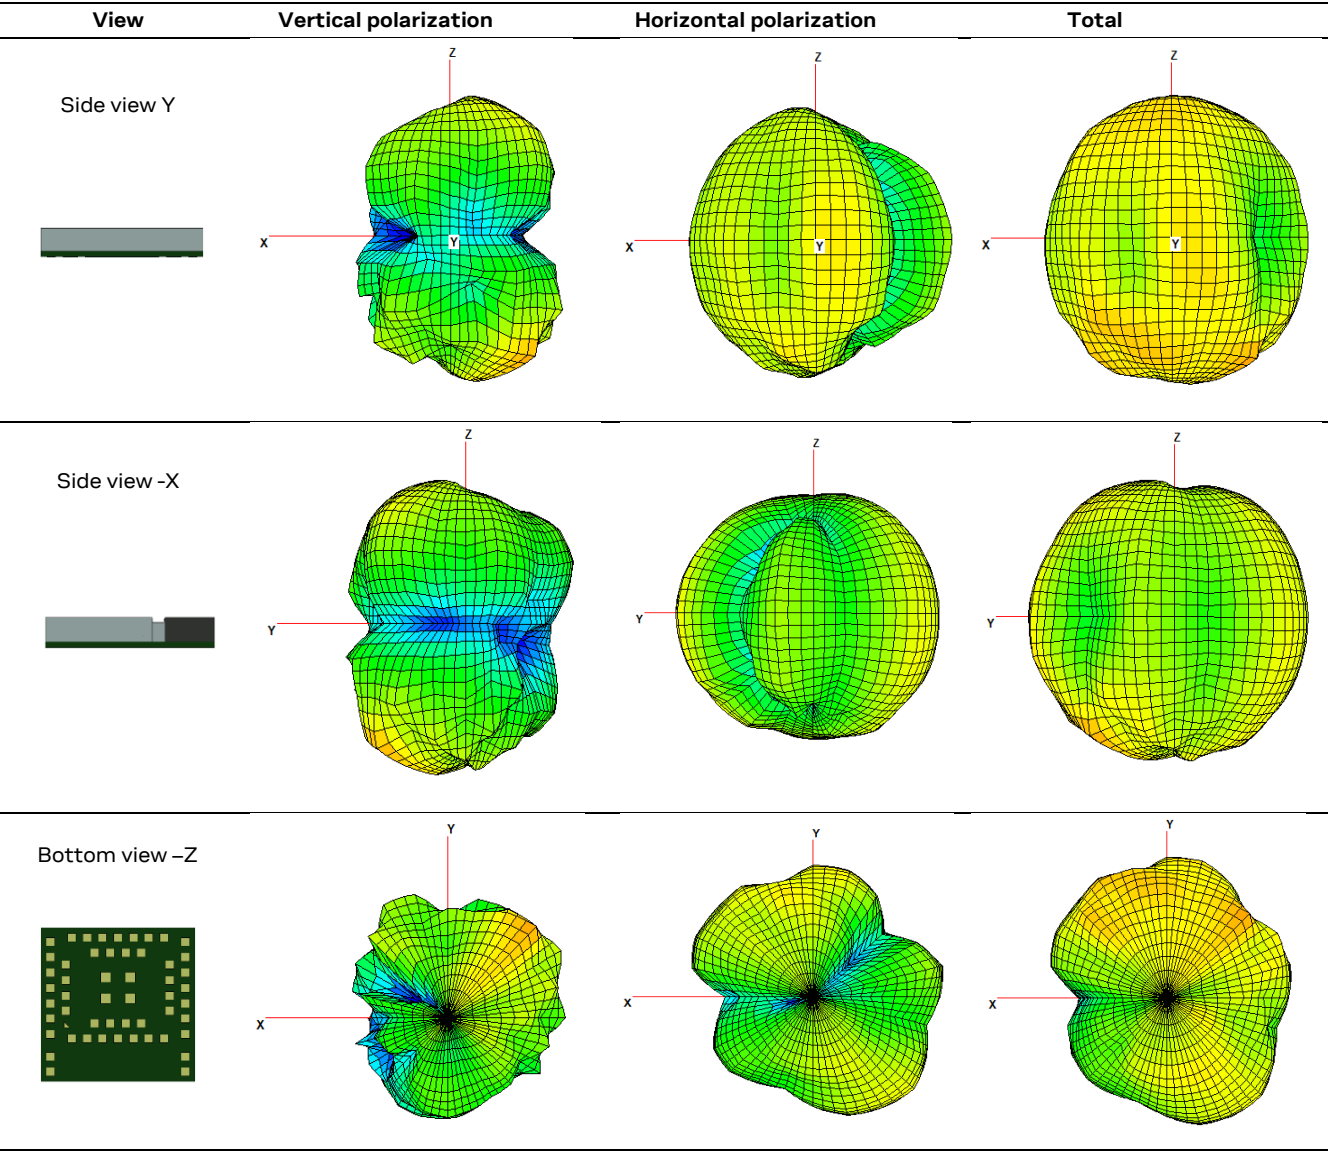 View Vertical polarization Horizontal polarization Total
Side view Y
Z
X
Y
Z
X
Y
Z
X
Y
Side view -X
Z
Y
Z
Y
Z
Y
Bottom view –Z
Y
X
Y
X
Y
X